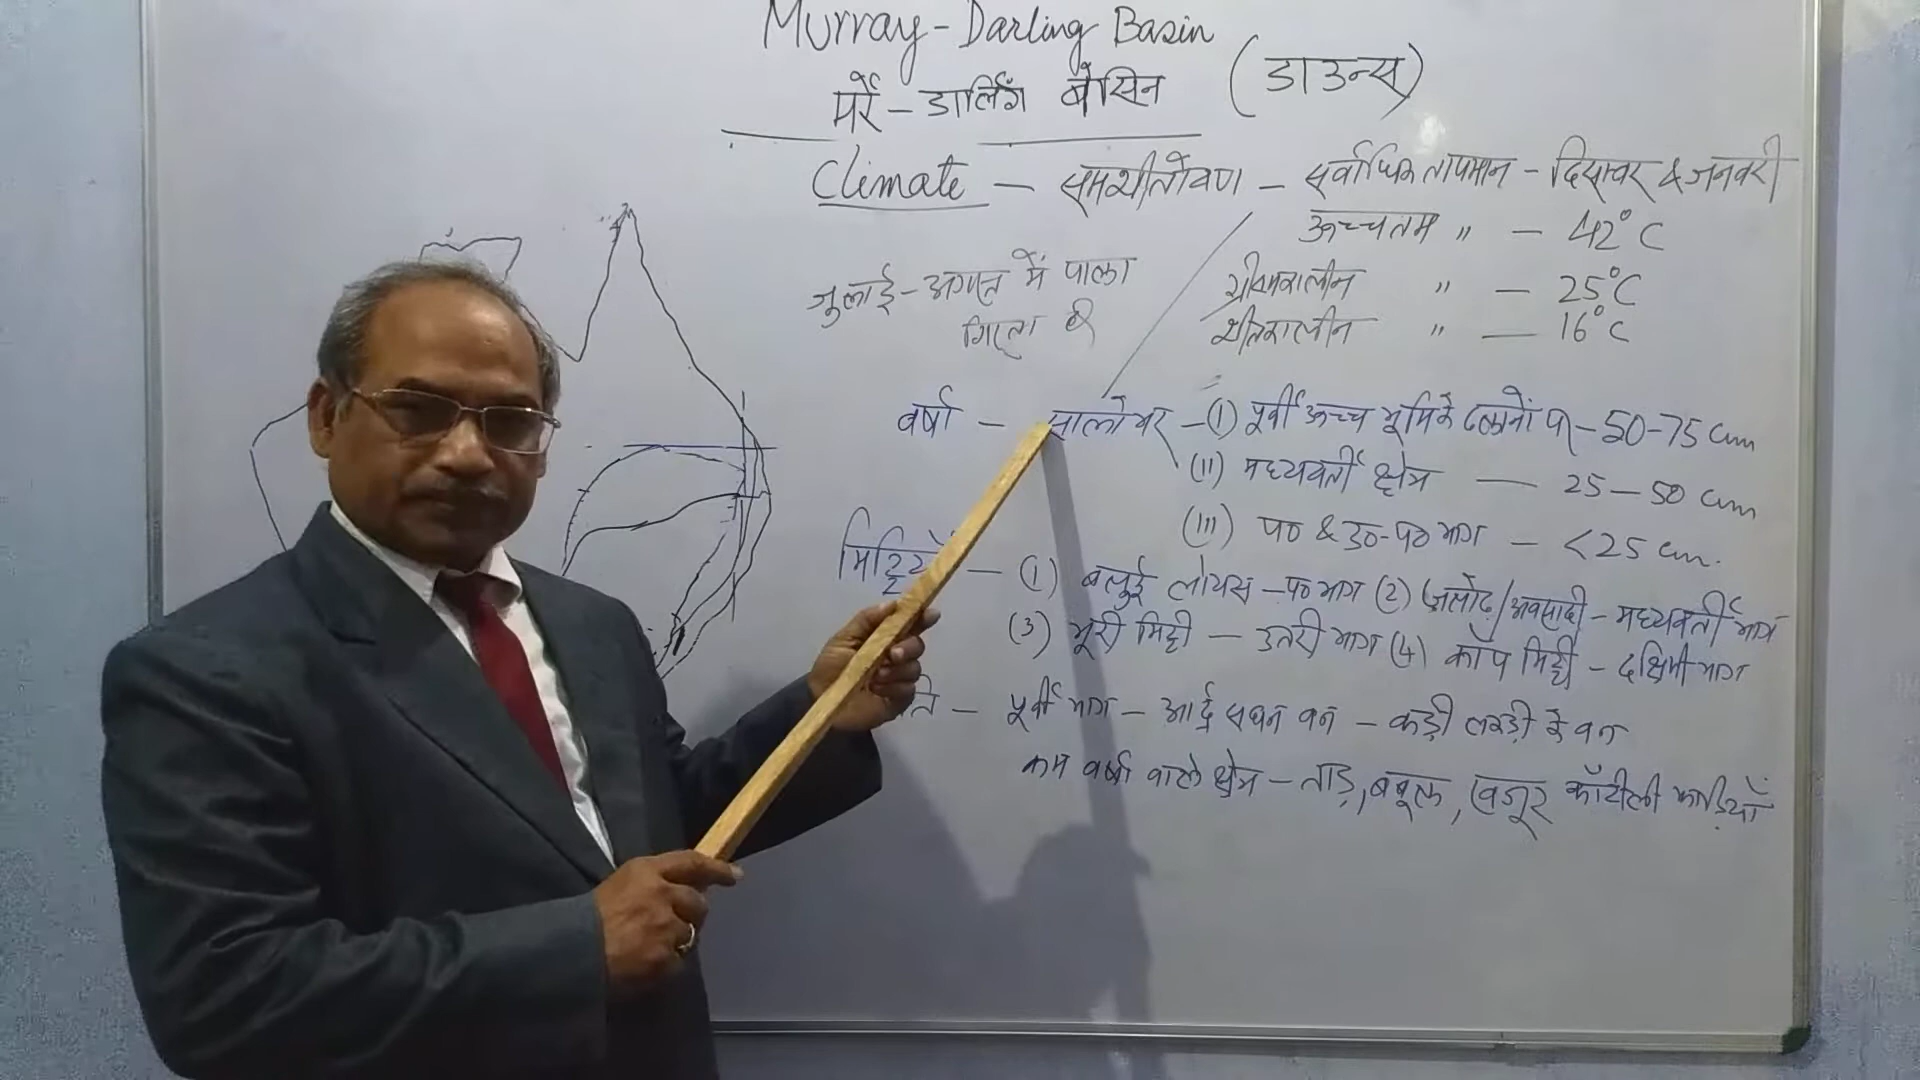 Murray-Darling Basin
मर्रे-डार्लिंग बेसिन (डाउन्स)
Climate - समशीतोष्ण - सर्वाधिक तापमान - दिसम्बर & जनवरी
उच्चतम " - 42°C
जुलाई-अगस्त में पाला
ग्रीष्मकालीन " - 25°C
गिरता है
शीतकालीन " - 16°C
वर्षा - सालोंभर - (I) पूर्वी उच्च भूमि के ढलानों पर - 50-75 cm
(II) मध्यवर्ती क्षेत्र - 25-50 cm
(III) प० & उ०-प० भाग - <25 cm.
- (1) बलुई लोयस - प० भाग (2) जलोढ़/अवसादी - मध्यवर्ती भाग
(3) भूरी मिट्टी - उत्तरी भाग (4) काँप मिट्टी - दक्षिणी भाग
- पूर्वी भाग - आर्द्र सघन वन - कड़ी लकड़ी के वन
कम वर्षा वाले क्षेत्र - ताड़, बबूल, खजूर काँटीली झाड़ियाँ